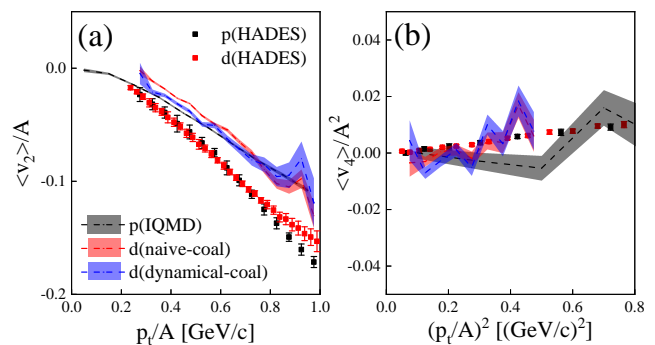 (a)
p(HADES)
d(HADES)
0.0
-0.1
-0.2
<v₂>/A
p(IQMD)
d(naive-coal)
d(dynamical-coal)
0.0 0.2 0.4 0.6 0.8 1.0
pₜ/A [GeV/c]
(b)
0.04
0.02
0.00
-0.02
-0.04
<v₄>/A²
0.0 0.2 0.4 0.6 0.8
(pₜ/A)² [(GeV/c)²]